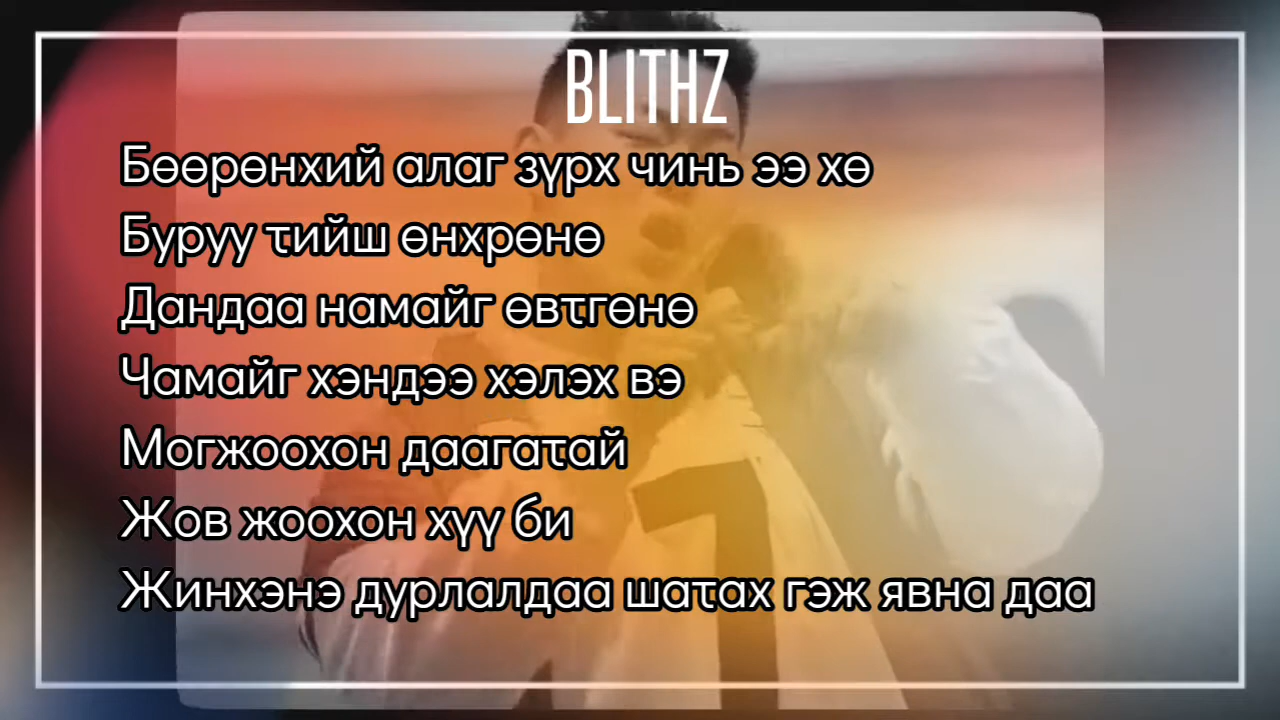 BLITHZ
Бөөрөнхий алаг зүрх чинь ээ хө
Буруу тийш өнхрөнө
Дандаа намайг өвтгөнө
Чамайг хэндээ хэлэх вэ
Могжоохон даагатай
Жов жоохон хүү би
Жинхэнэ дурлалдаа шатах гэж явна даа
7